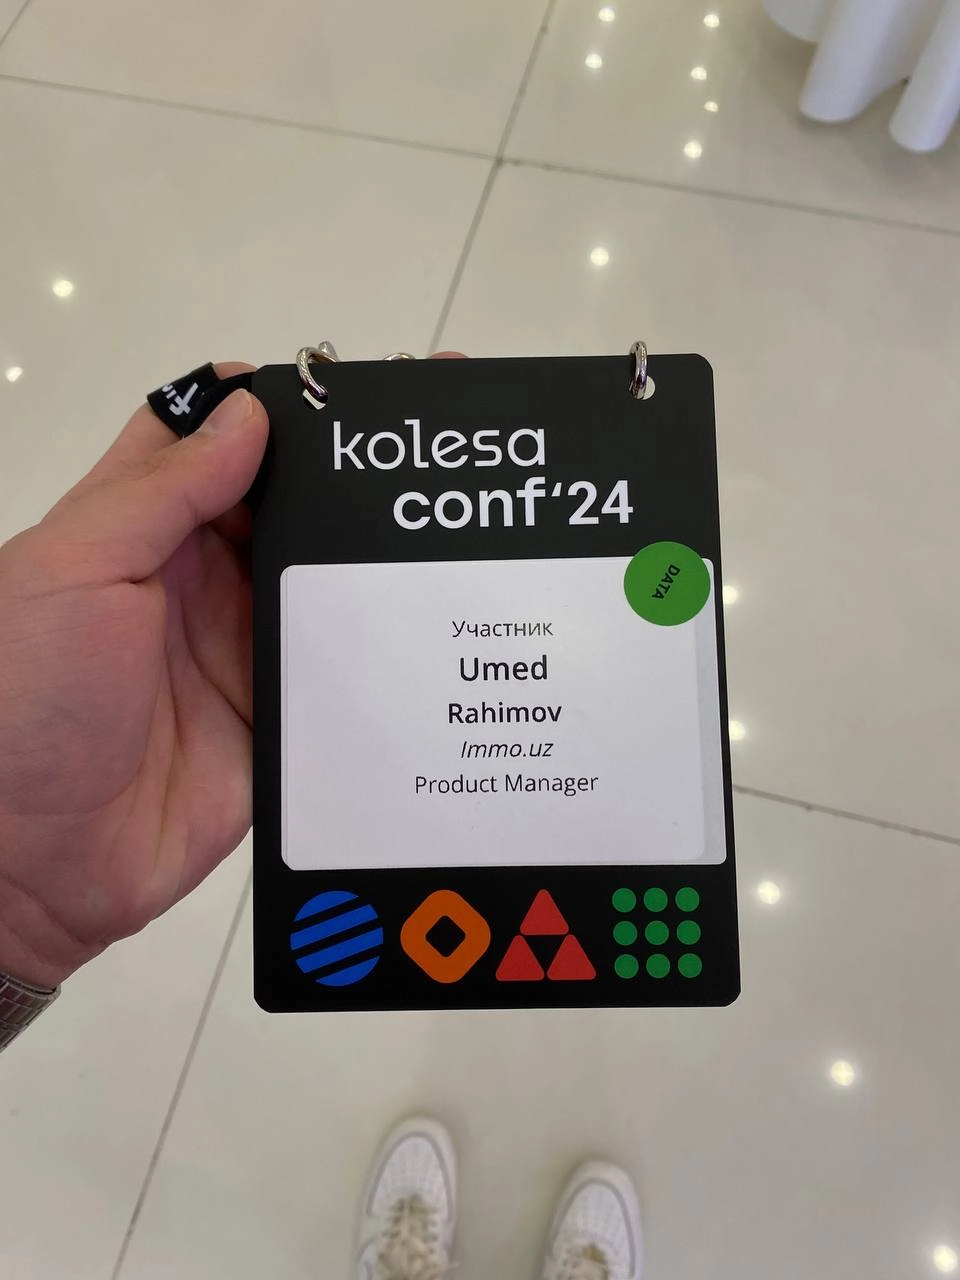 kolesa
conf‘24
DATA
Участник
Umed
Rahimov
Immo.uz
Product Manager